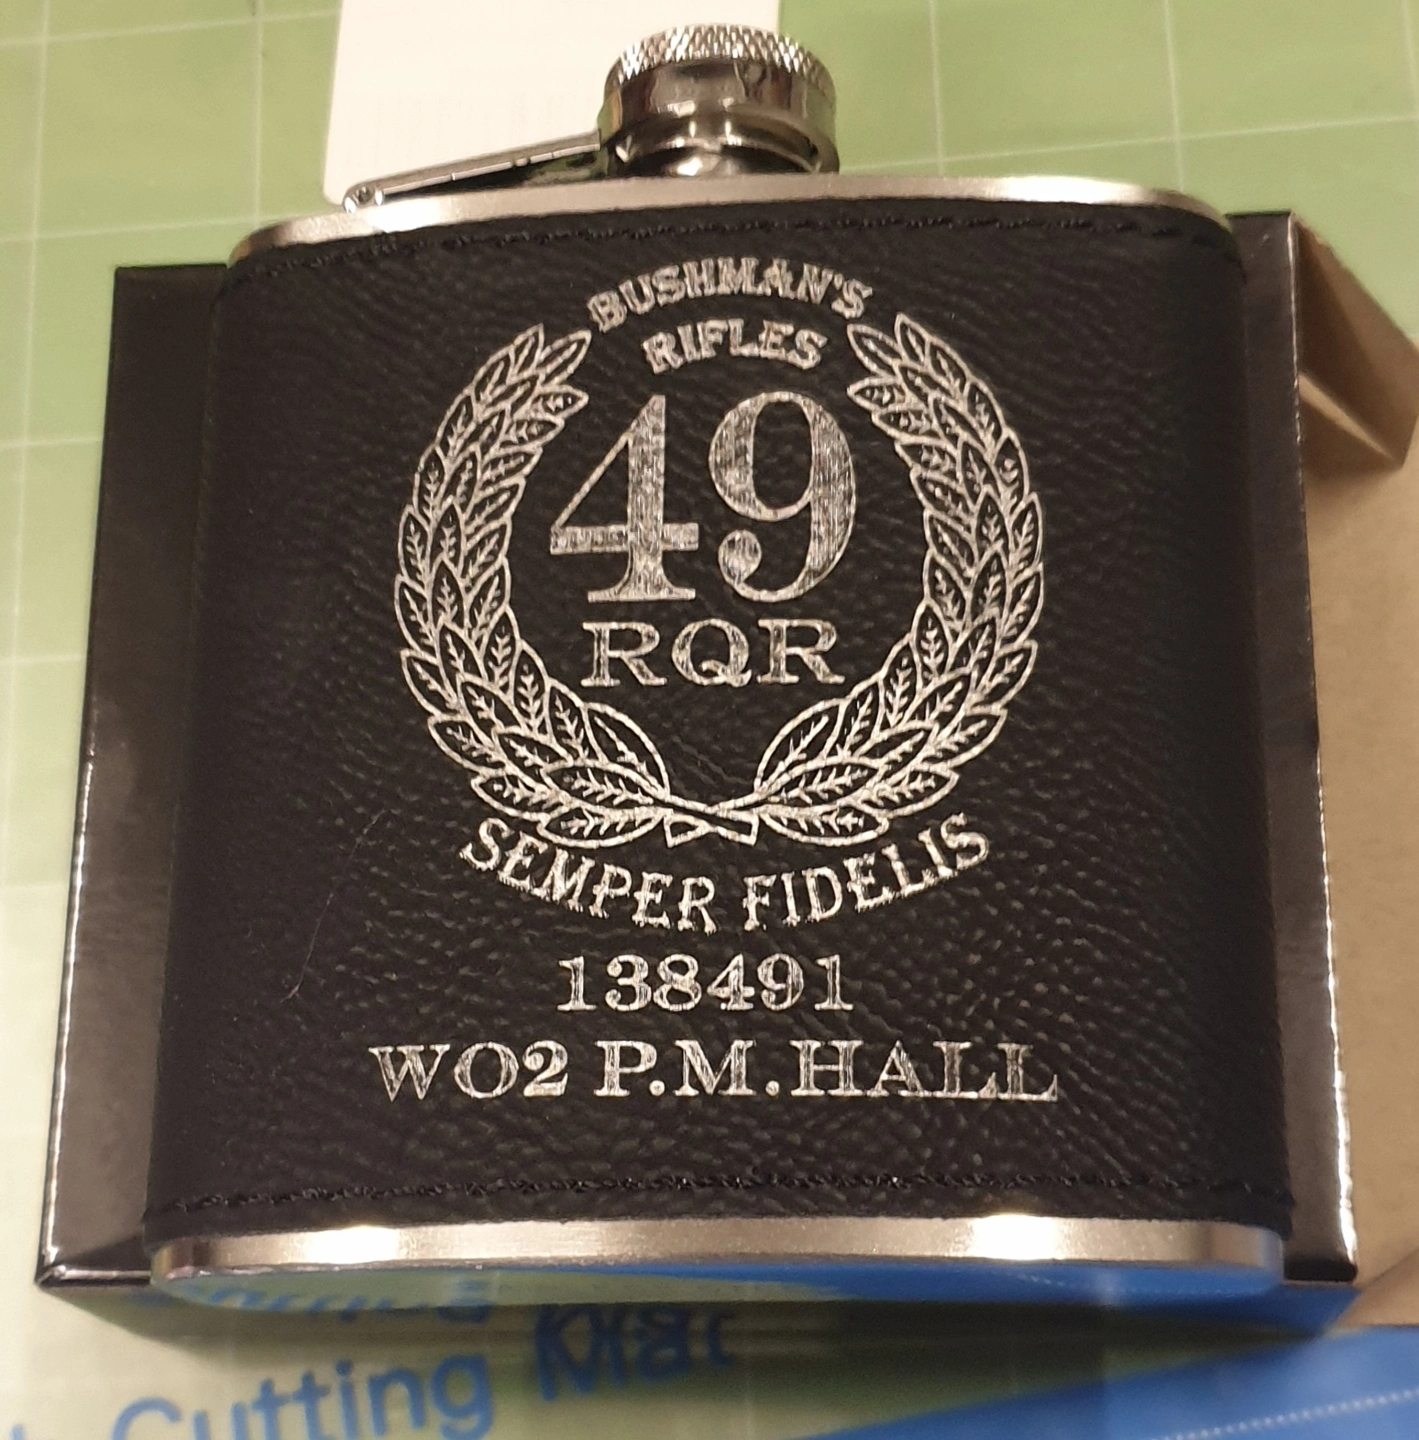 BUSHMAN'S
RIFLES
49
RQR
SEMPER FIDELIS
138491
WO2 P.M.HALL
Cutting Mat